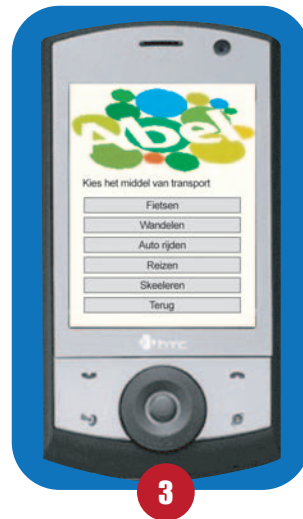 Abel
Kies het middel van transport
Fietsen
Wandelen
Auto rijden
Reizen
Skeeleren
Terug
htc
3